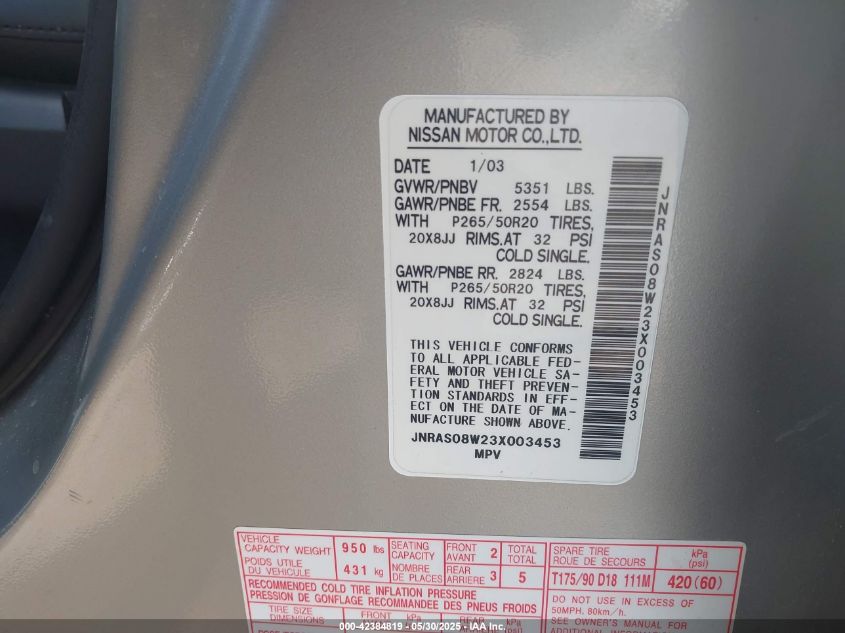 MANUFACTURED BY
NISSAN MOTOR CO.,LTD.
DATE 1/03
GVWR/PNBV 5351 LBS.
GAWR/PNBE FR. 2554 LBS.
WITH P265/50R20 TIRES,
20X8JJ RIMS.AT 32 PSI
COLD SINGLE.
GAWR/PNBE RR. 2824 LBS.
WITH P265/50R20 TIRES,
20X8JJ RIMS.AT 32 PSI
COLD SINGLE.
THIS VEHICLE CONFORMS
TO ALL APPLICABLE FED-
ERAL MOTOR VEHICLE SA-
FETY AND THEFT PREVEN-
TION STANDARDS IN EFF-
ECT ON THE DATE OF MA-
NUFACTURE SHOWN ABOVE.
JNRAS08W23X003453
MPV
JNRAS08W23X003453
VEHICLE
CAPACITY WEIGHT 950 lbs
POIDS UTILE
DU VEHICULE 431 kg
SEATING
CAPACITY
NOMBRE
DE PLACES
FRONT
AVANT 2
REAR
ARRIERE 3
TOTAL
TOTAL
5
RECOMMENDED COLD TIRE INFLATION PRESSURE
PRESSION DE GONFLAGE RECOMMANDEE DES PNEUS FROIDS
TIRE SIZE
DIMENSIONS
FRONT
REAR
SPARE TIRE
ROUE DE SECOURS
kPa
(psi)
T175/90 D18 111M 420(60)
DO NOT USE IN EXCESS OF
50MPH, 80km/h.
SEE OWNER'S MANUAL FOR
ADDITIONAL INFORMATION
000-42384819 - 05/30/2025 - COPYRIGHT IAA, LLC